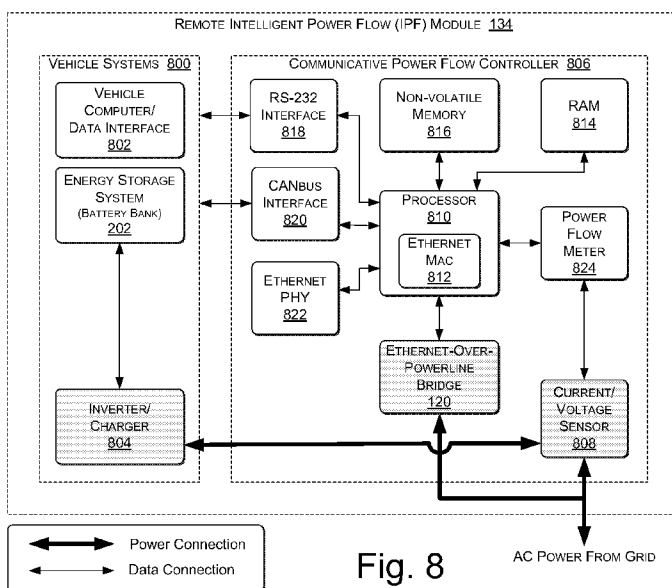 REMOTE INTELLIGENT POWER FLOW (IPF) MODULE 134
VEHICLE SYSTEMS 800
VEHICLE
COMPUTER/
DATA INTERFACE
802
ENERGY STORAGE
SYSTEM
(BATTERY BANK)
202
INVERTER/
CHARGER
804
COMMUNICATIVE POWER FLOW CONTROLLER 806
RS-232
INTERFACE
818
NON-VOLATILE
MEMORY
816
RAM
814
CANBUS
INTERFACE
820
PROCESSOR
810
ETHERNET
MAC
812
POWER
FLOW
METER
824
ETHERNET
PHY
822
ETHERNET-OVER-
POWERLINE
BRIDGE
120
CURRENT/
VOLTAGE
SENSOR
808
Power Connection
Data Connection
Fig. 8
AC POWER FROM GRID